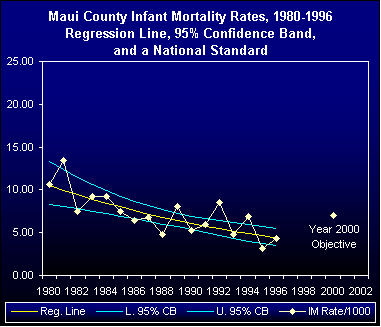 Maui County Infant Mortality Rates, 1980-1996
Regression Line, 95% Confidence Band,
and a National Standard
25.00
20.00
15.00
10.00
5.00
0.00
Year 2000
Objective
1980 1982 1984 1986 1988 1990 1992 1994 1996 1998 2000 2002
Reg. Line L. 95% CB U. 95% CB IM Rate/1000